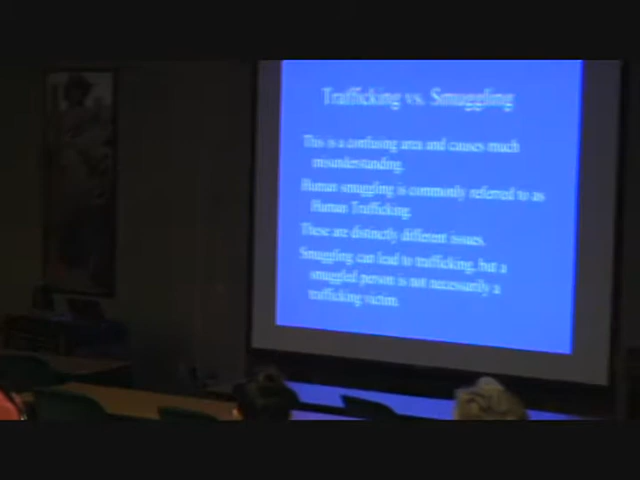 Trafficking vs. Smuggling
This is a confusing area and causes much
misunderstanding.
Human smuggling is commonly referred to as
Human Trafficking.
These are distinctly different issues.
Smuggling can lead to trafficking, but a
smuggled person is not necessarily a
trafficking victim.